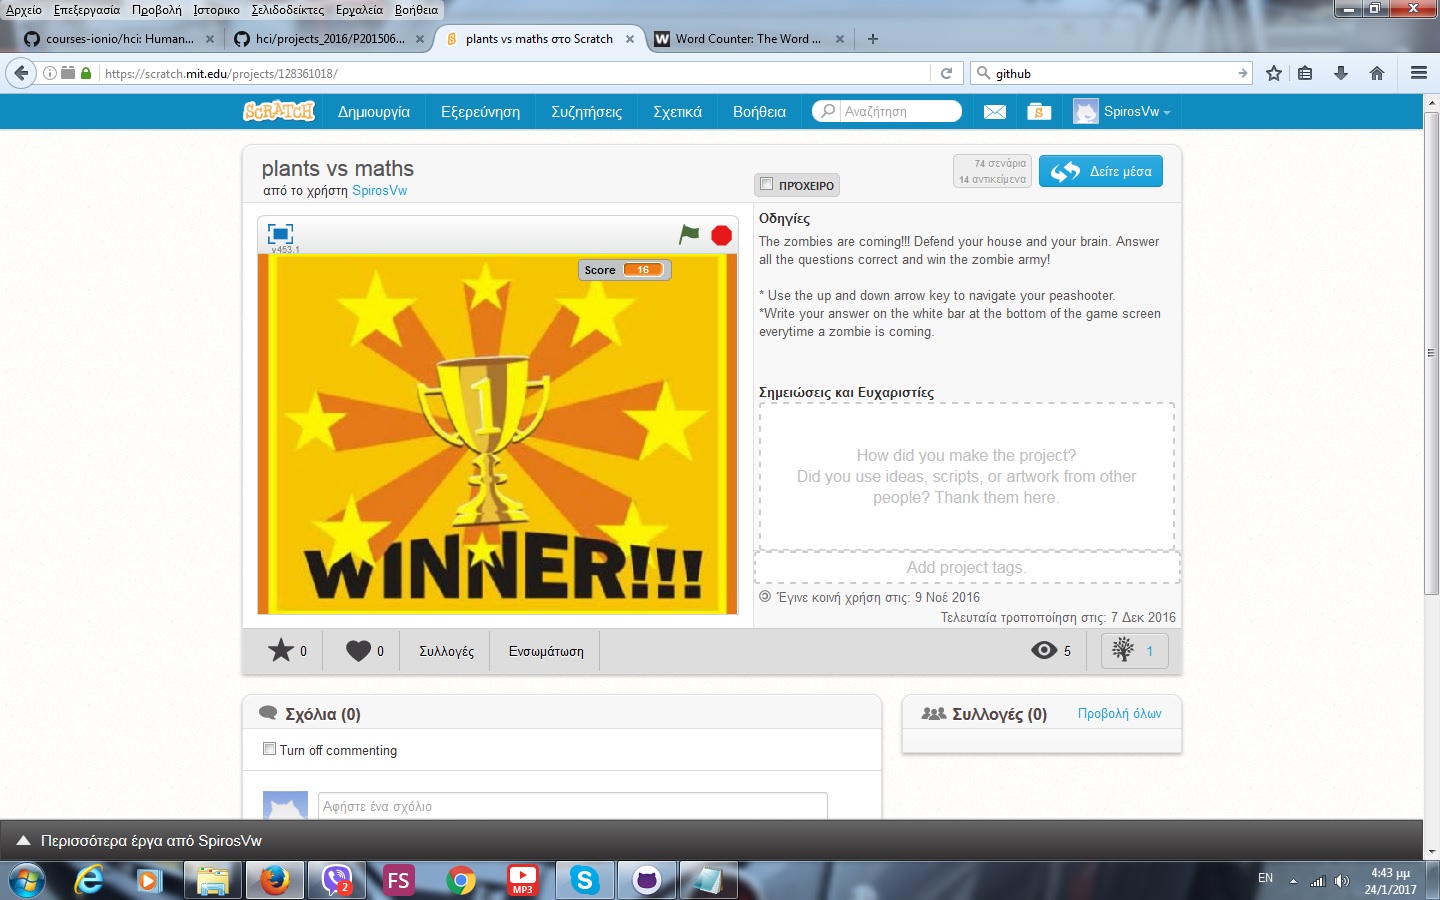 Αρχείο Επεξεργασία Προβολή Ιστορικο Σελιδοδείκτες Εργαλεία Βοήθεια
courses-ionio/hci: Human...
hci/projects_2016/P201506...
plants vs maths στο Scratch
Word Counter: The Word ...
https://scratch.mit.edu/projects/128361018/
github
SCRATCH Δημιουργία Εξερεύνηση Συζητήσεις Σχετικά Βοήθεια Αναζήτηση SpirosVw
plants vs maths
από το χρήστη SpirosVw
ΠΡΌΧΕΙΡΟ
74 σενάρια
14 αντικείμενα
Δείτε μέσα
v453.1
Score 16
WINNER!!!
1
Οδηγίες
The zombies are coming!!! Defend your house and your brain. Answer
all the questions correct and win the zombie army!
* Use the up and down arrow key to navigate your peashooter.
*Write your answer on the white bar at the bottom of the game screen
everytime a zombie is coming.
Σημειώσεις και Ευχαριστίες
How did you make the project?
Did you use ideas, scripts, or artwork from other
people? Thank them here.
Add project tags.
Έγινε κοινή χρήση στις: 9 Νοέ 2016
Τελευταία τροποποίηση στις: 7 Δεκ 2016
0 0 Συλλογές Ενσωμάτωση 5 1
Σχόλια (0)
Turn off commenting
Αφήστε ένα σχόλιο
Συλλογές (0) Προβολή όλων
Περισσότερα έργα από SpirosVw
2
FS
MP3
EN
4:43 μμ
24/1/2017